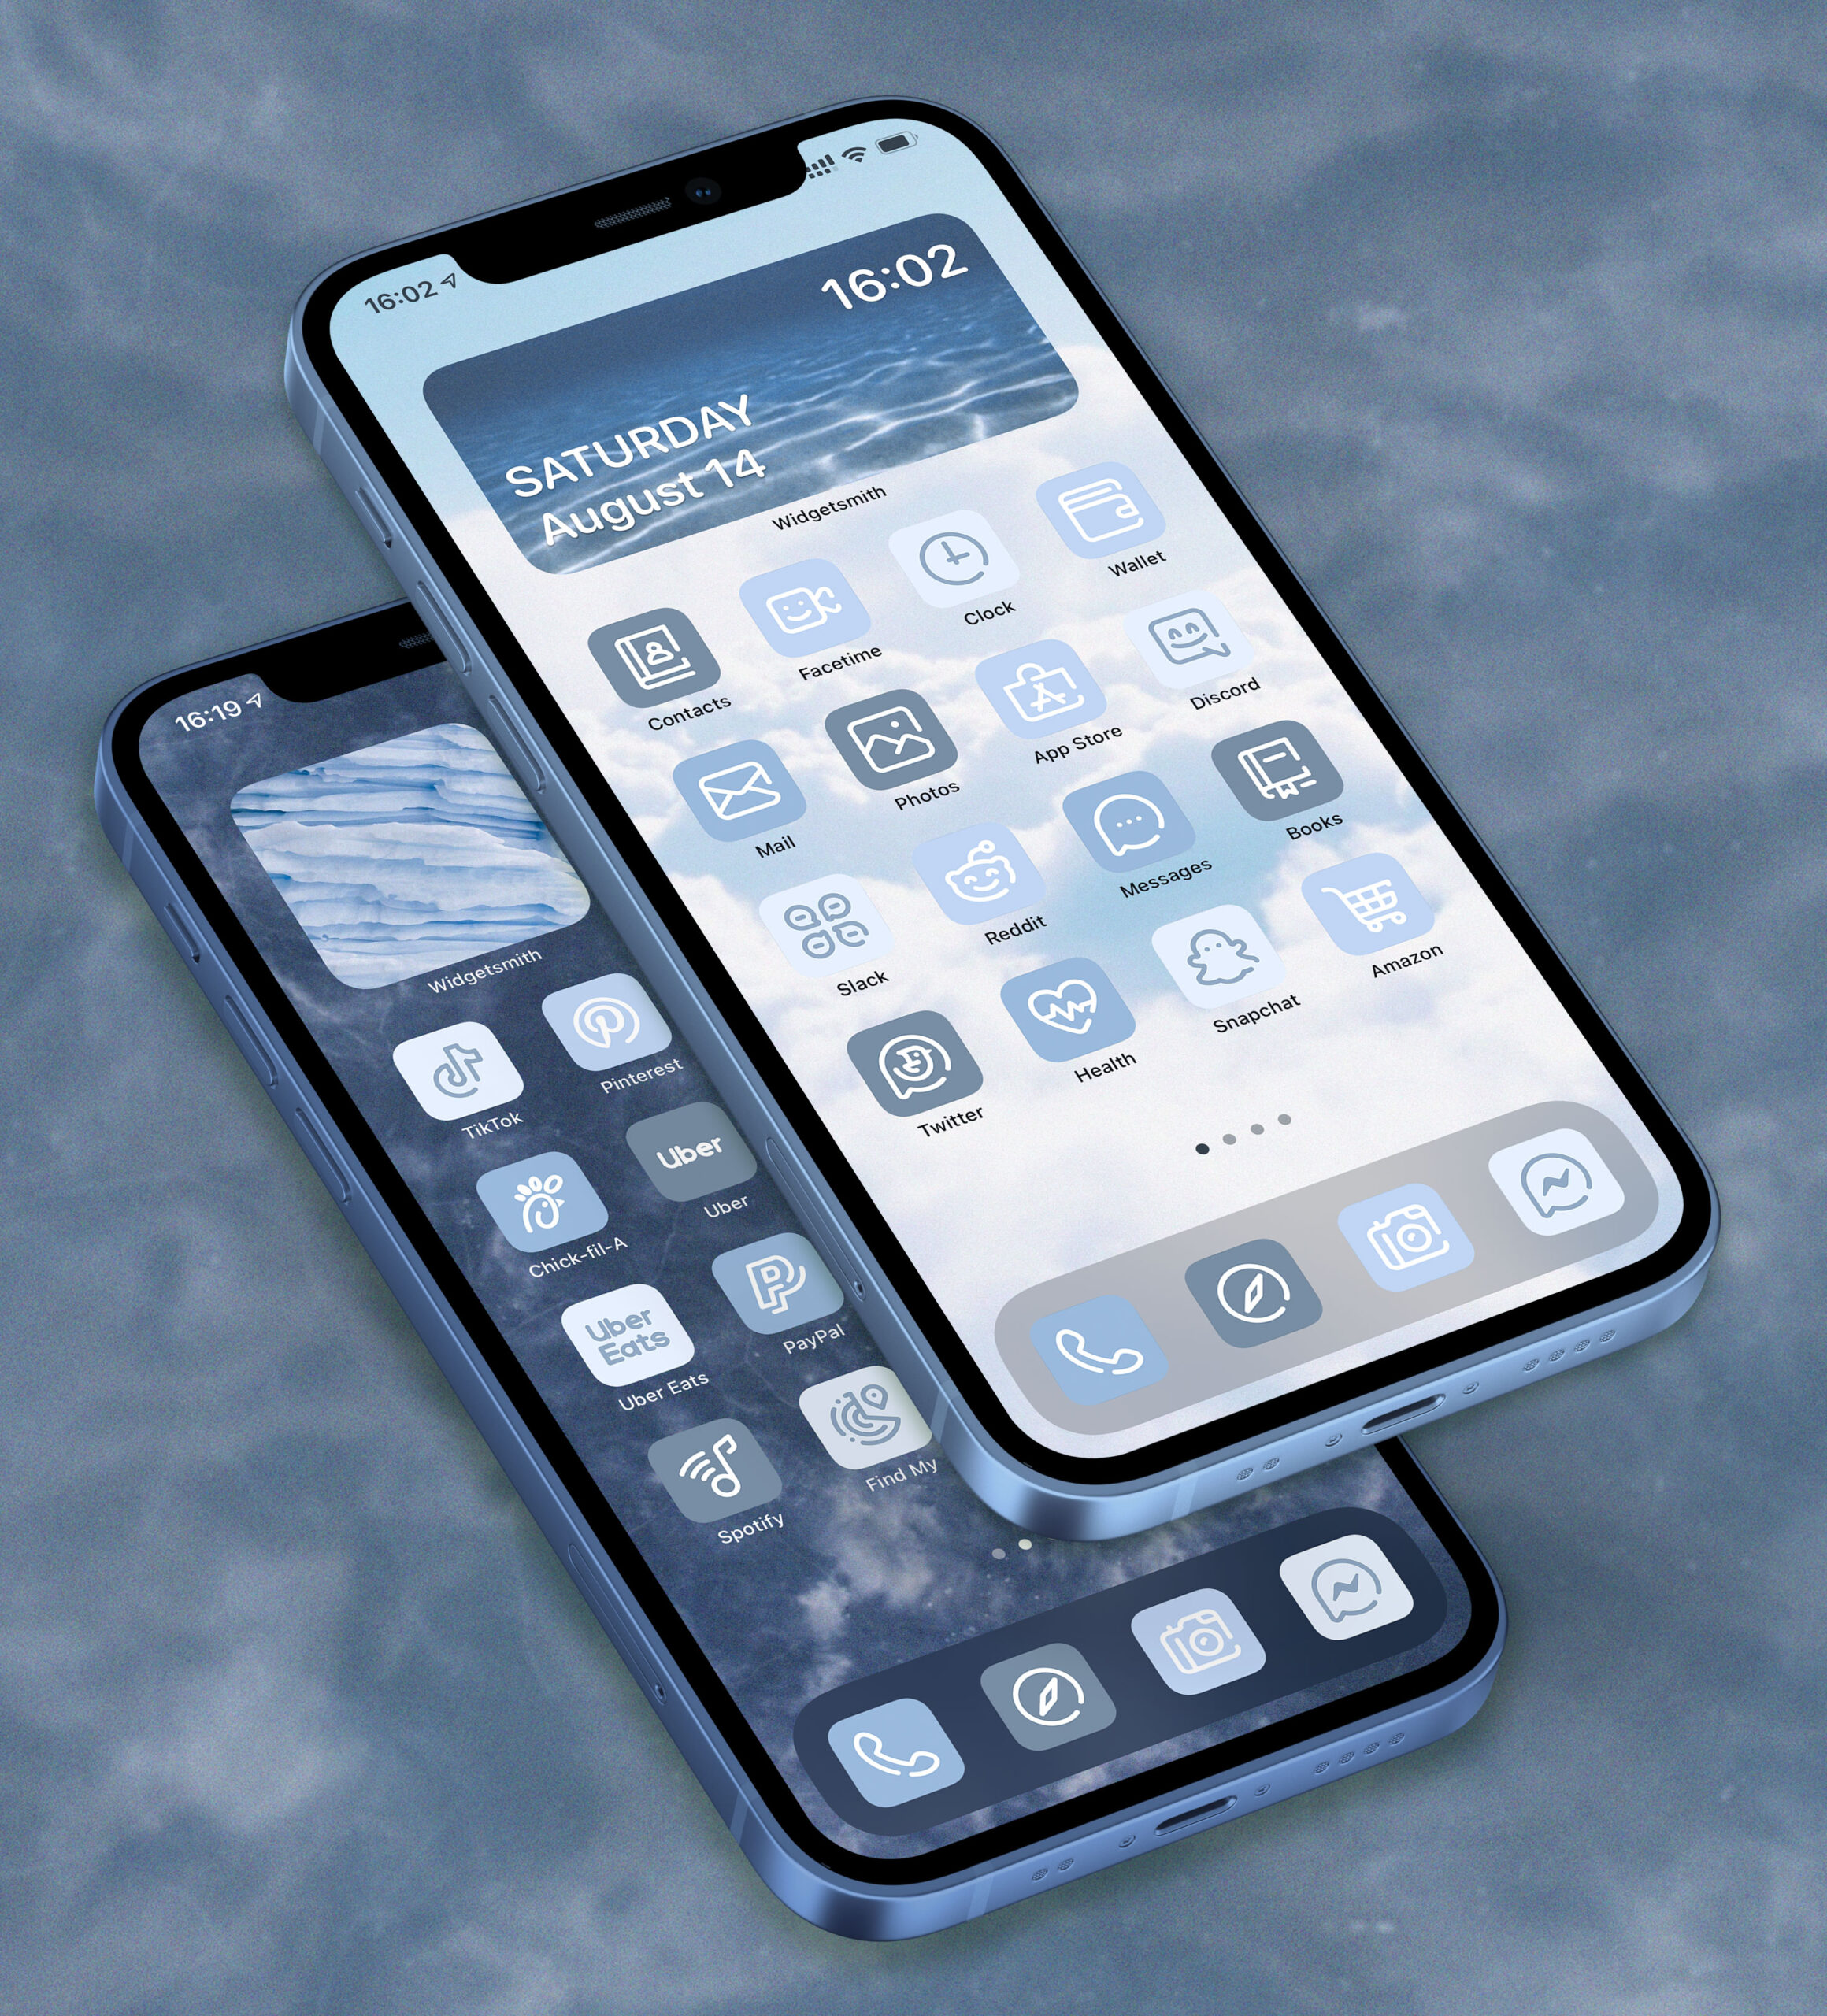 16:02
16:02
SATURDAY
August 14
Widgetsmith
Contacts
Facetime
Clock
Wallet
Mail
Photos
App Store
Discord
Slack
Reddit
Messages
Books
Twitter
Health
Snapchat
Amazon
16:19
Widgetsmith
TikTok
Pinterest
Chick-fil-A
Uber
Uber
Uber
Eats
Uber Eats
PayPal
Spotify
Find My